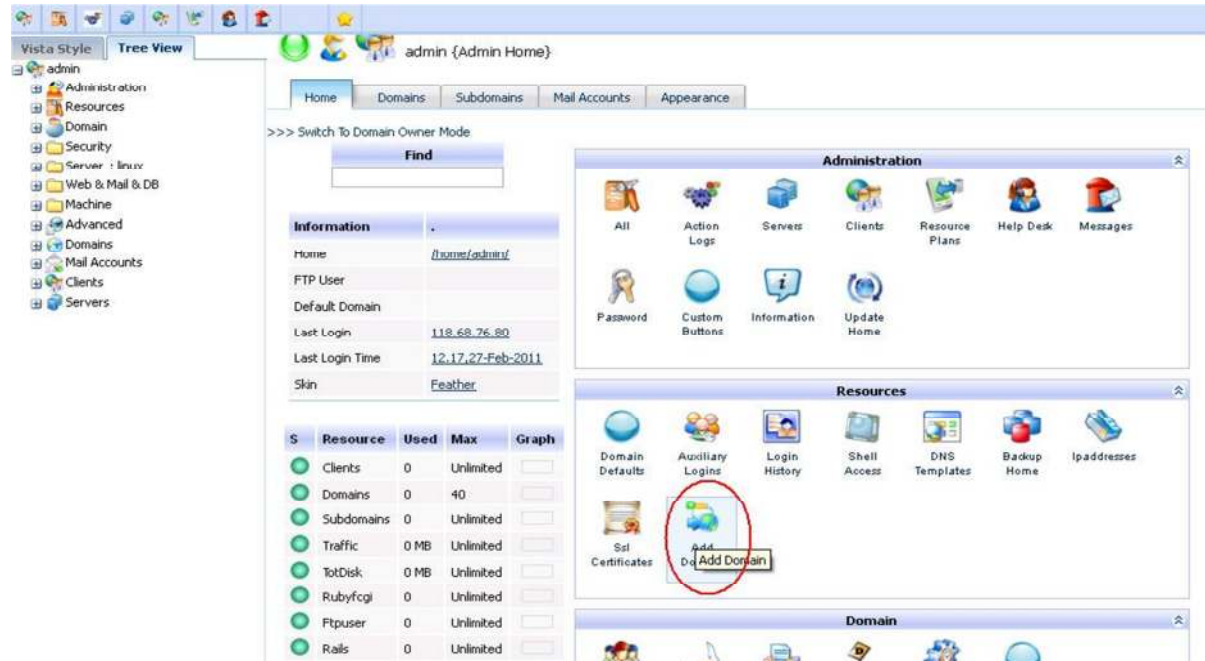 Vista Style Tree View
admin
Administration
Resources
Domain
Security
Server : linux
Web & Mail & DB
Machine
Advanced
Domains
Mail Accounts
Clients
Servers
admin {Admin Home}
Home Domains Subdomains Mail Accounts Appearance
>>> Switch To Domain Owner Mode
Find
Information .
Home /home/admin/
FTP User
Default Domain
Last Login 118.68.76.80
Last Login Time 12.17,27-Feb-2011
Skin Feather
S Resource Used Max Graph
Clients 0 Unlimited
Domains 0 40
Subdomains 0 Unlimited
Traffic 0 MB Unlimited
TotDisk 0 MB Unlimited
Rubyfcgi 0 Unlimited
Ftpuser 0 Unlimited
Rails 0 Unlimited
Administration
All
Action
Logs
Servers
Clients
Resource
Plans
Help Desk
Messages
Password
Custom
Buttons
Information
Update
Home
Resources
Domain
Defaults
Auxiliary
Logins
Login
History
Shell
Access
DNS
Templates
Backup
Home
Ipaddresses
Ssl
Certificates
Add
Add Domain
Domain